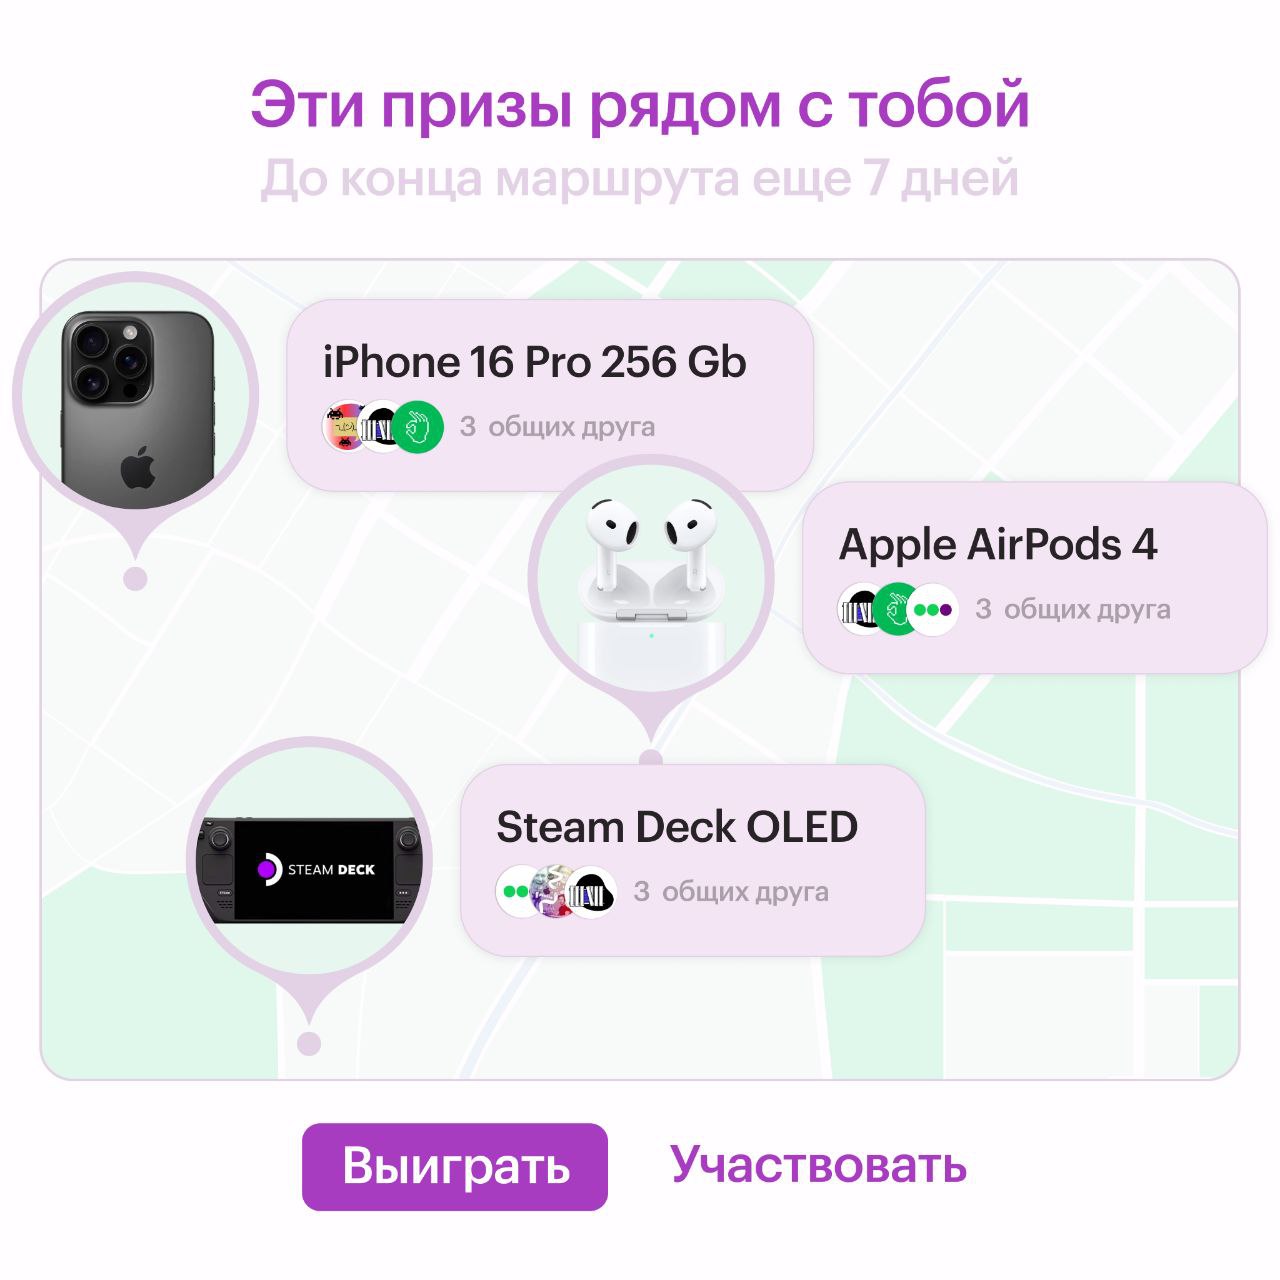 Эти призы рядом с тобой
До конца маршрута еще 7 дней
iPhone 16 Pro 256 Gb
3 общих друга
Apple AirPods 4
3 общих друга
STEAM DECK
Steam Deck OLED
3 общих друга
Выиграть
Участвовать